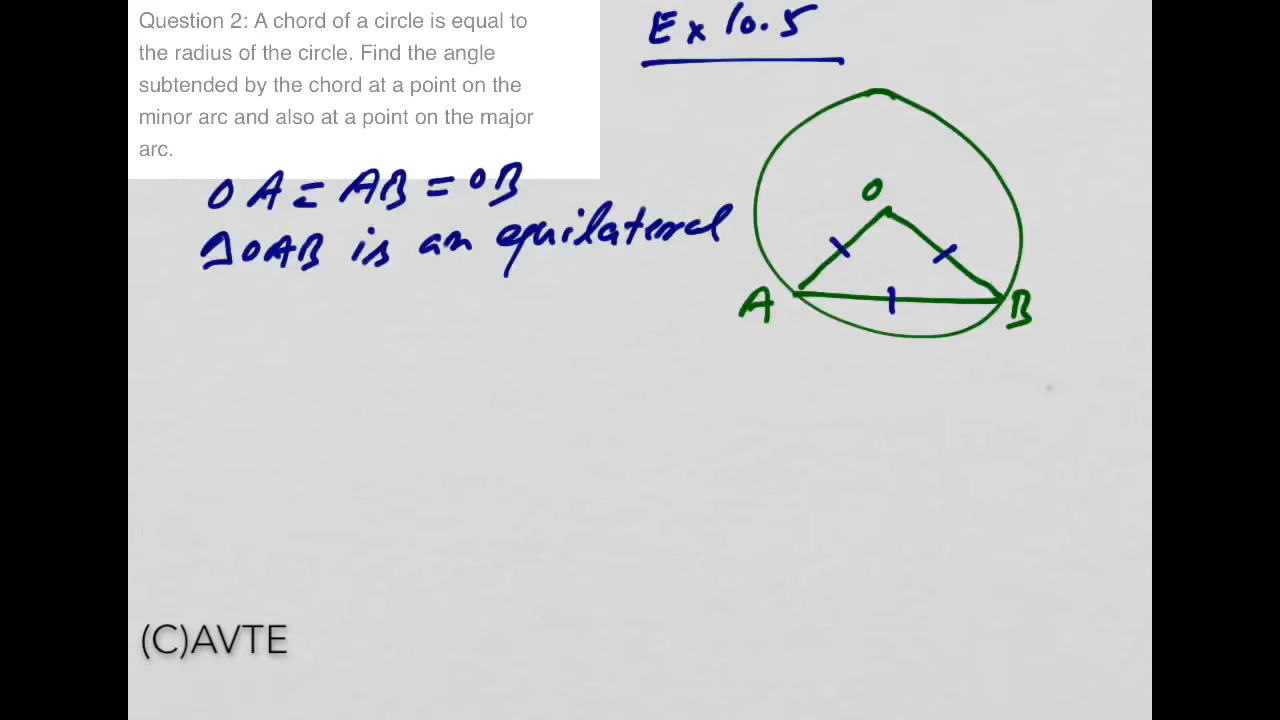 Question 2: A chord of a circle is equal to
the radius of the circle. Find the angle
subtended by the chord at a point on the
minor arc and also at a point on the major
arc.
Ex 10.5
OA = AB = OB
△OAB is an equilateral
O
A
B
(C)AVTE